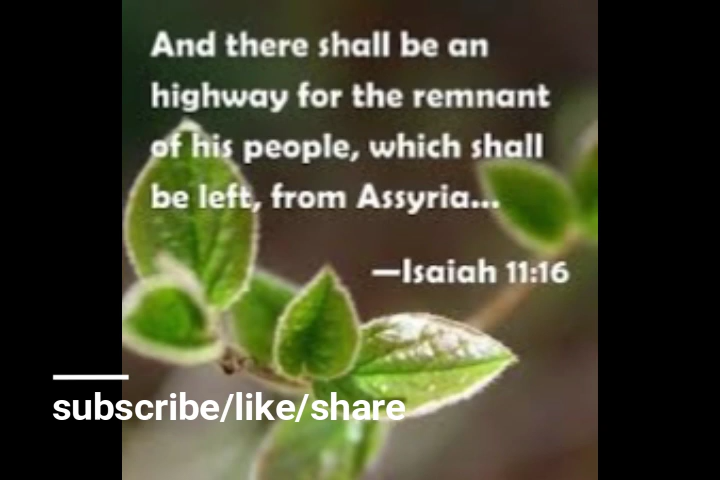 And there shall be an
highway for the remnant
of his people, which shall
be left, from Assyria...
—Isaiah 11:16
subscribe/like/share